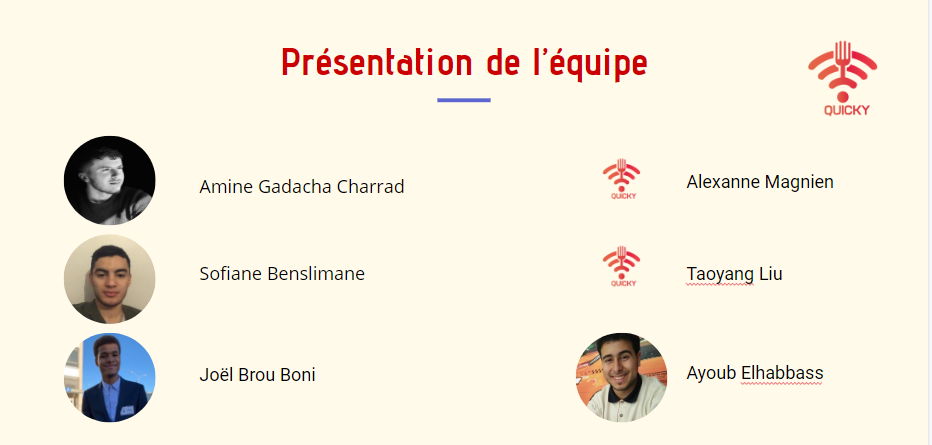 Présentation de l'équipe
QUICKY
Amine Gadacha Charrad
QUICKY
Alexanne Magnien
Sofiane Benslimane
QUICKY
Taoyang Liu
Joël Brou Boni
Ayoub Elhabbass